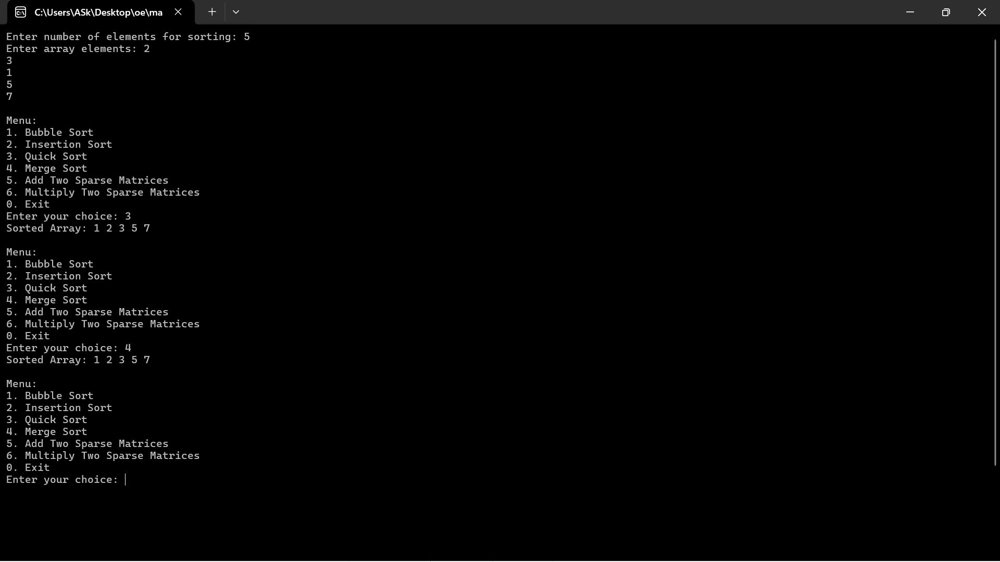 C:\Users\ASk\Desktop\oe\ma
Enter number of elements for sorting: 5
Enter array elements: 2
3
1
5
7
Menu:
1. Bubble Sort
2. Insertion Sort
3. Quick Sort
4. Merge Sort
5. Add Two Sparse Matrices
6. Multiply Two Sparse Matrices
0. Exit
Enter your choice: 3
Sorted Array: 1 2 3 5 7
Menu:
1. Bubble Sort
2. Insertion Sort
3. Quick Sort
4. Merge Sort
5. Add Two Sparse Matrices
6. Multiply Two Sparse Matrices
0. Exit
Enter your choice: 4
Sorted Array: 1 2 3 5 7
Menu:
1. Bubble Sort
2. Insertion Sort
3. Quick Sort
4. Merge Sort
5. Add Two Sparse Matrices
6. Multiply Two Sparse Matrices
0. Exit
Enter your choice: